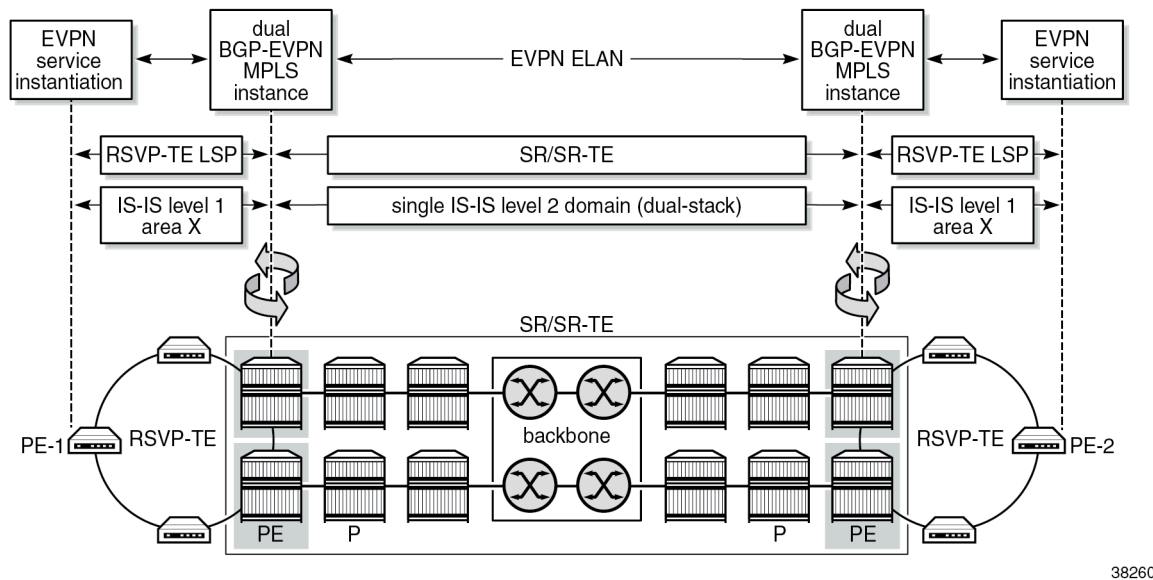 EVPN
service
instantiation
dual
BGP-EVPN
MPLS
instance
EVPN ELAN
dual
BGP-EVPN
MPLS
instance
EVPN
service
instantiation
RSVP-TE LSP
SR/SR-TE
RSVP-TE LSP
IS-IS level 1
area X
single IS-IS level 2 domain (dual-stack)
IS-IS level 1
area X
SR/SR-TE
PE-1
RSVP-TE
backbone
RSVP-TE
PE-2
PE
P
P
PE
38260